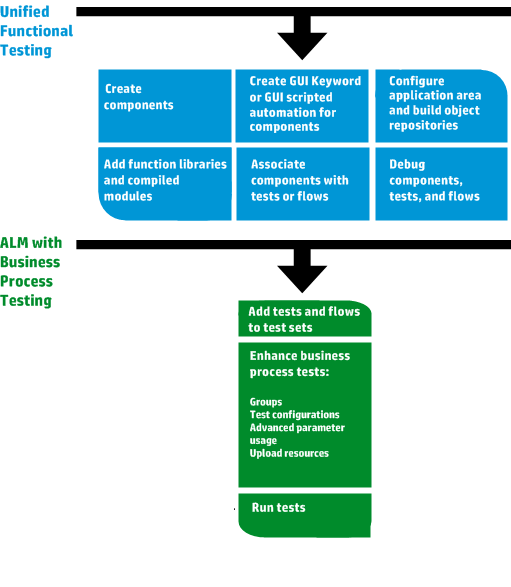 Unified
Functional
Testing
Create
components
Create GUI Keyword
or GUI scripted
automation for
components
Configure
application area
and build object
repositories
Add function libraries
and compiled
modules
Associate
components with
tests or flows
Debug
components,
tests, and flows
ALM with
Business
Process
Testing
Add tests and flows
to test sets
Enhance business
process tests:
Groups
Test configurations
Advanced parameter
usage
Upload resources
Run tests